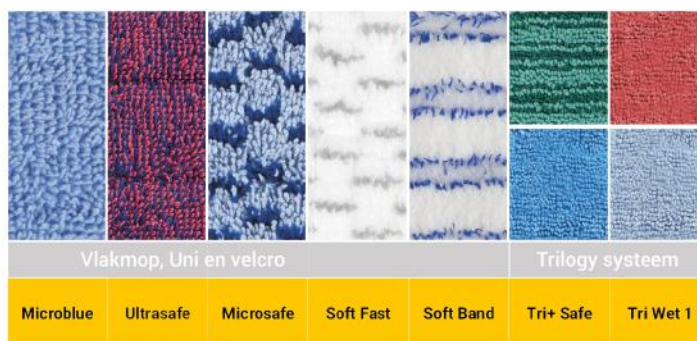 Vlakmop, Uni en velcro
Trilogy systeem
Microblue
Ultrasafe
Microsafe
Soft Fast
Soft Band
Tri+ Safe
Tri Wet 1